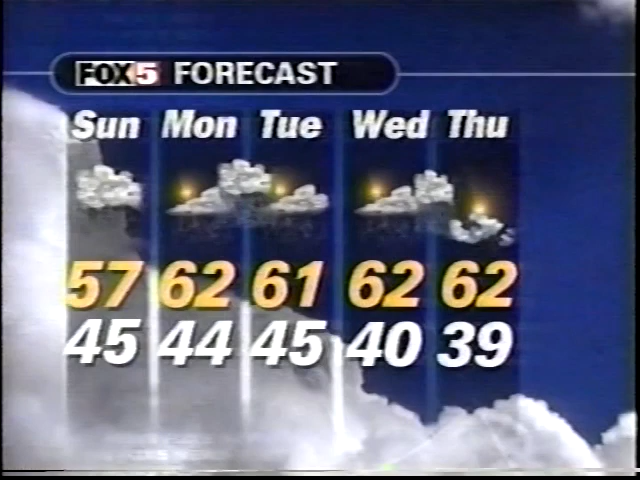 FOX5 FORECAST
Sun Mon Tue Wed Thu
57 62 61 62 62
45 44 45 40 39